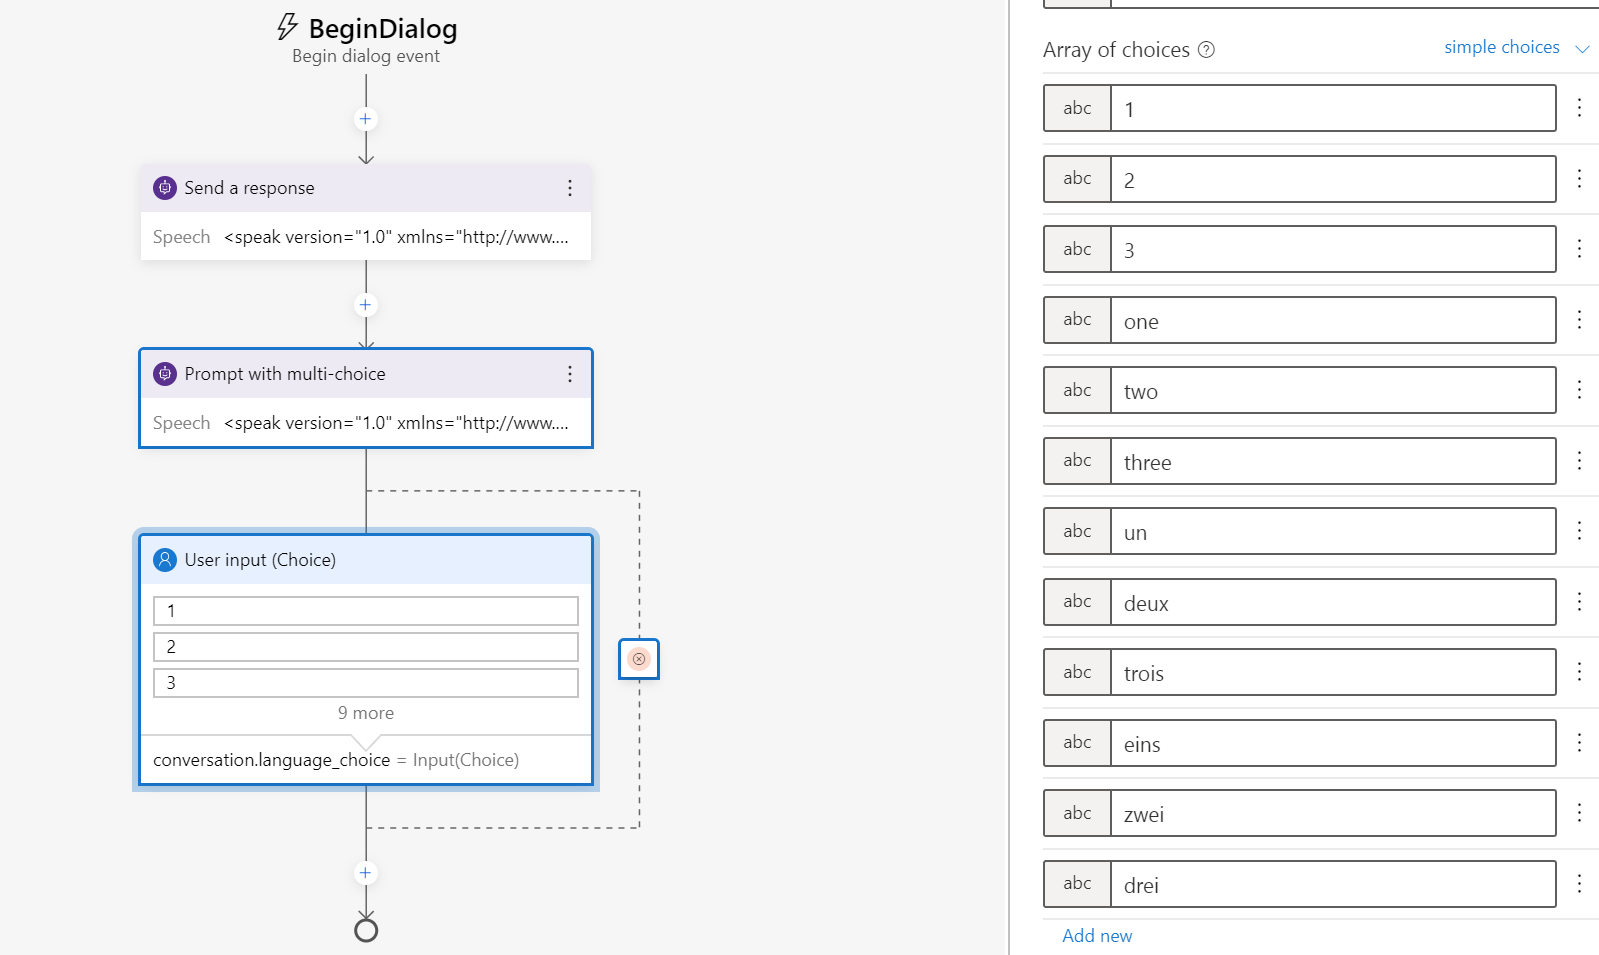 BeginDialog
Begin dialog event
Send a response
Speech <speak version="1.0" xmlns="http://www....
Prompt with multi-choice
Speech <speak version="1.0" xmlns="http://www....
User input (Choice)
1
2
3
9 more
conversation.language_choice = Input(Choice)
Array of choices
simple choices
abc 1
abc 2
abc 3
abc one
abc two
abc three
abc un
abc deux
abc trois
abc eins
abc zwei
abc drei
Add new